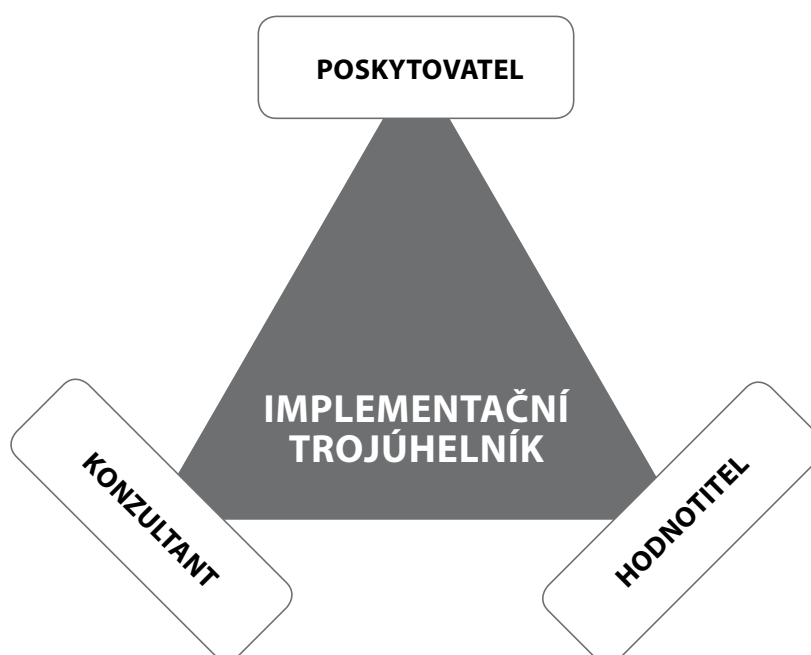 POSKYTOVATEL
IMPLEMENTAČNÍ
TROJÚHELNÍK
KONZULTANT
HODNOTITEL